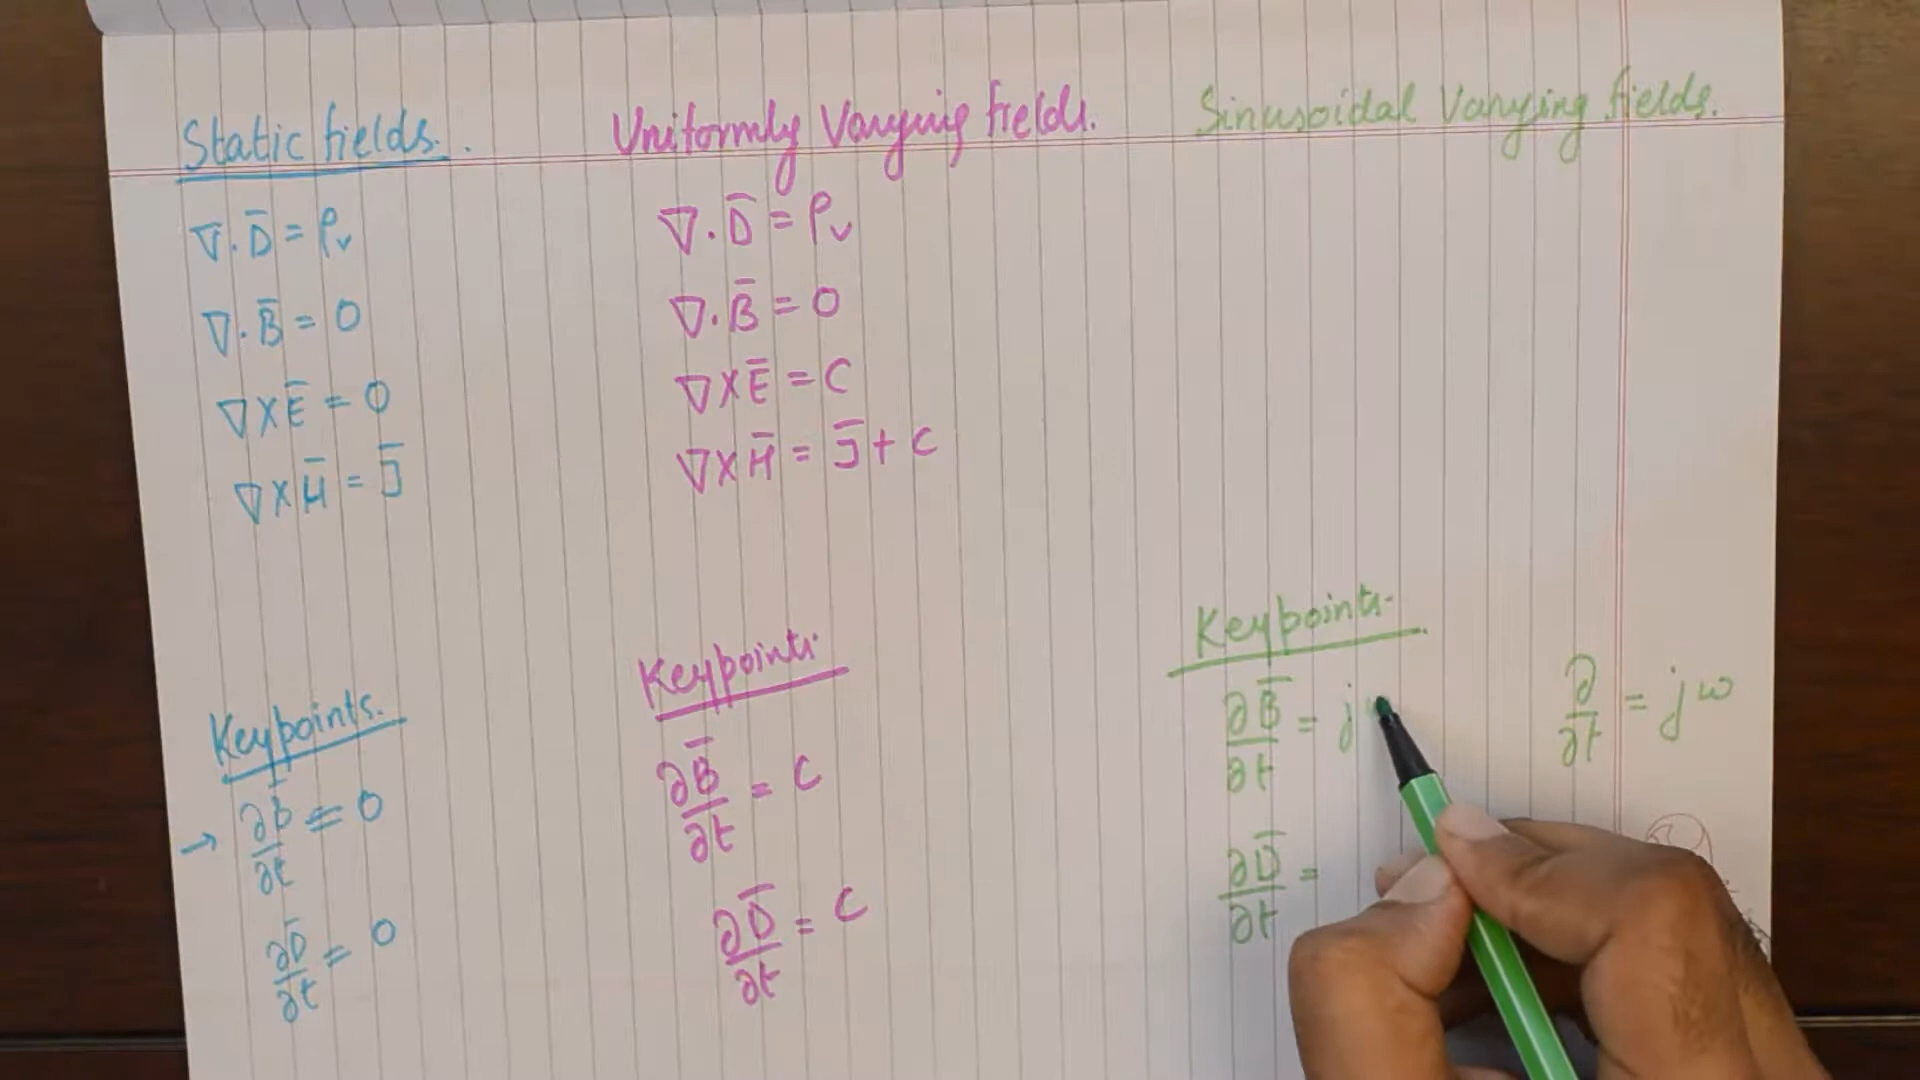 Static fields.
∇.D̅ = ρv
∇.B̅ = 0
∇×E̅ = 0
∇×H̅ = J̅
Keypoints.
→ ∂b̅/∂t = 0
∂D̅/∂t = 0
Uniformly Varying fields.
∇.D̅ = ρv
∇.B̅ = 0
∇×E̅ = C
∇×H̅ = J̅ + C
Keypoints.
∂B̅/∂t = C
∂D̅/∂t = C
Sinusoidal Varying fields.
Keypoints.
∂B̅/∂t = j
∂/∂t = jω
∂D̅/∂t =